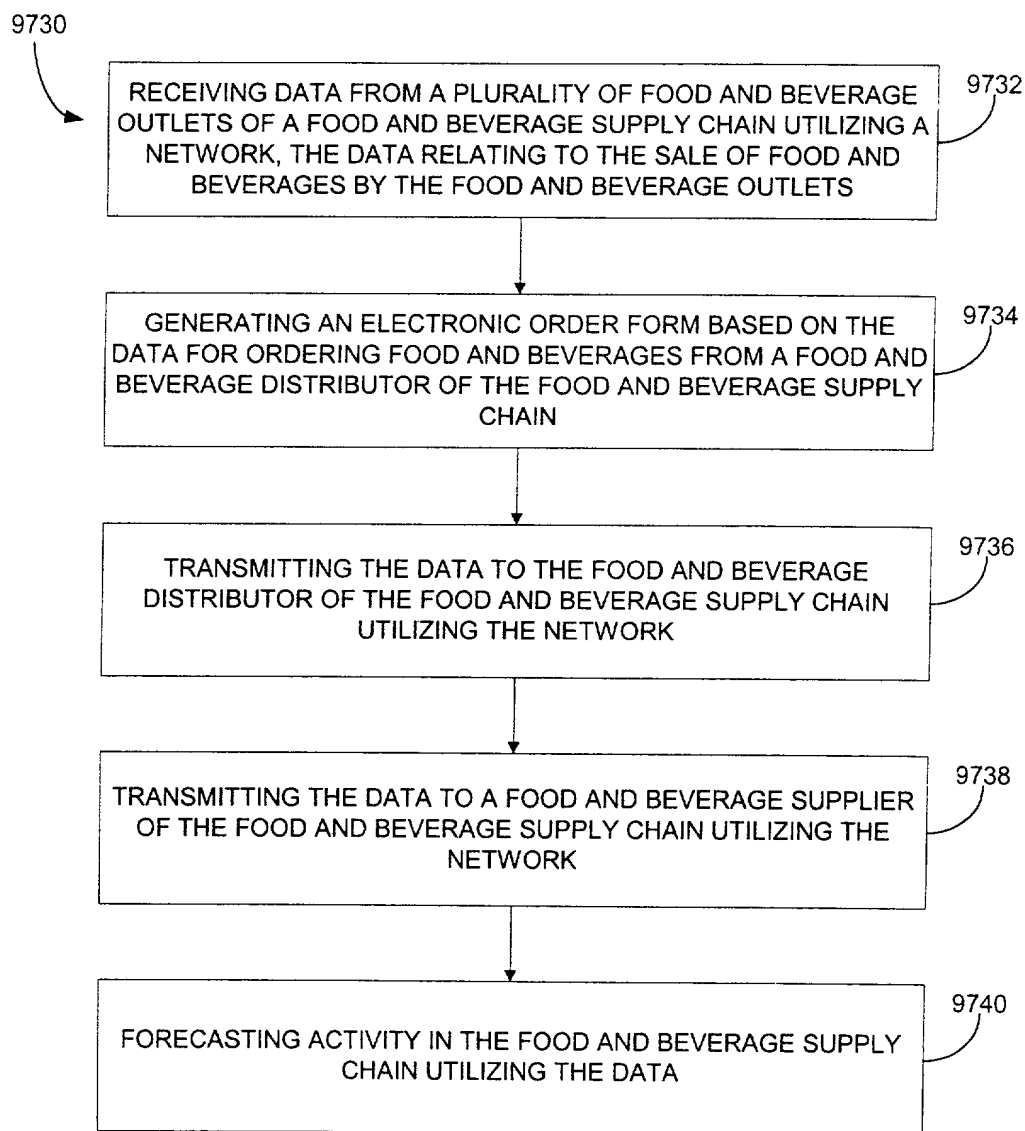 9730
9732
RECEIVING DATA FROM A PLURALITY OF FOOD AND BEVERAGE
OUTLETS OF A FOOD AND BEVERAGE SUPPLY CHAIN UTILIZING A
NETWORK, THE DATA RELATING TO THE SALE OF FOOD AND
BEVERAGES BY THE FOOD AND BEVERAGE OUTLETS
9734
GENERATING AN ELECTRONIC ORDER FORM BASED ON THE
DATA FOR ORDERING FOOD AND BEVERAGES FROM A FOOD AND
BEVERAGE DISTRIBUTOR OF THE FOOD AND BEVERAGE SUPPLY
CHAIN
9736
TRANSMITTING THE DATA TO THE FOOD AND BEVERAGE
DISTRIBUTOR OF THE FOOD AND BEVERAGE SUPPLY CHAIN
UTILIZING THE NETWORK
9738
TRANSMITTING THE DATA TO A FOOD AND BEVERAGE SUPPLIER
OF THE FOOD AND BEVERAGE SUPPLY CHAIN UTILIZING THE
NETWORK
9740
FORECASTING ACTIVITY IN THE FOOD AND BEVERAGE SUPPLY
CHAIN UTILIZING THE DATA